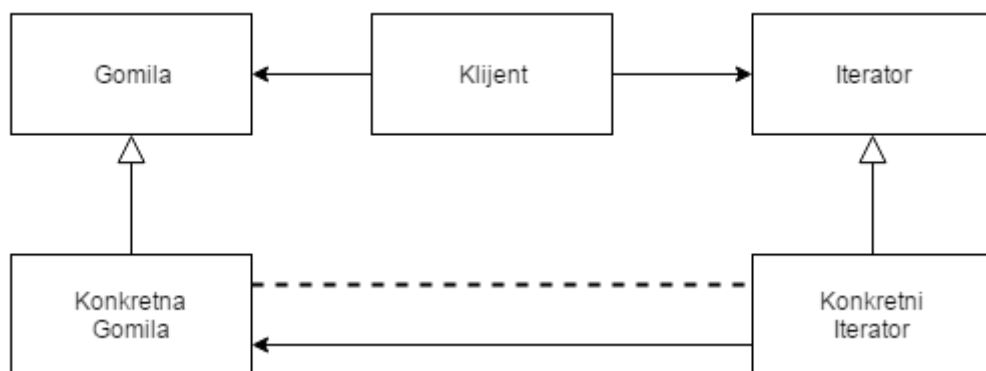 Gomila
Klijent
Iterator
Konkretna
Gomila
Konkretni
Iterator